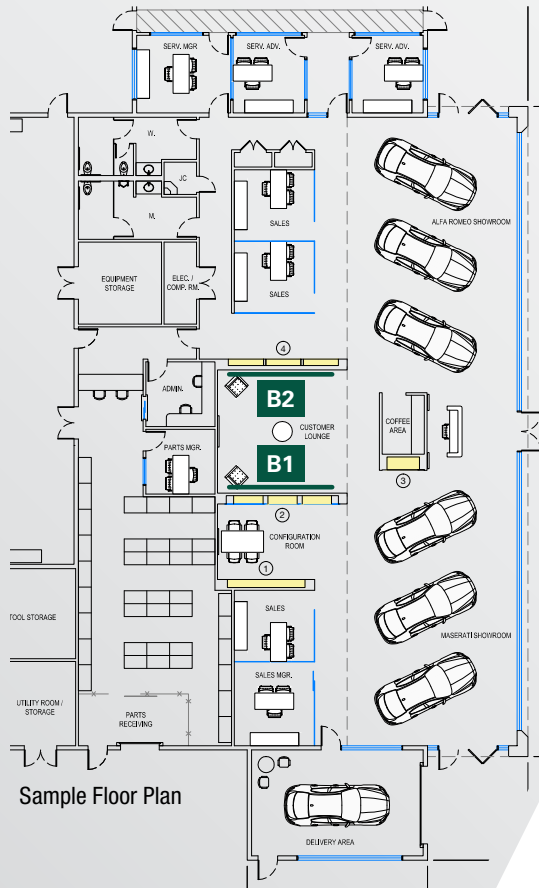 SERV. MGR
SERV. ADV.
SERV. ADV.
W.
JC
M.
SALES
ALFA ROMEO SHOWROOM
EQUIPMENT
STORAGE
ELEC. /
COMP. RM.
SALES
4
ADMIN.
B2
CUSTOMER
LOUNGE
COFFEE
AREA
PARTS MGR.
B1
3
2
CONFIGURATION
ROOM
1
SALES
TOOL STORAGE
MASERATI SHOWROOM
SALES MGR.
UTILITY ROOM /
STORAGE
PARTS
RECEIVING
Sample Floor Plan
DELIVERY AREA